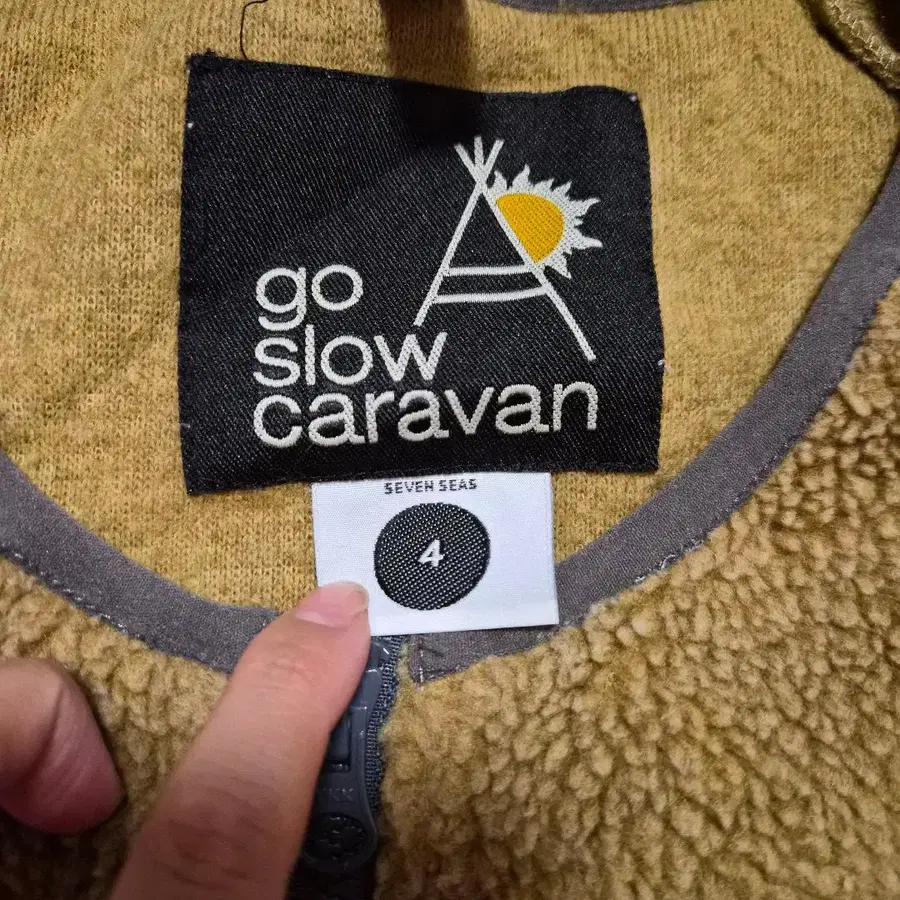 go
slow
caravan
SEVEN SEAS
4